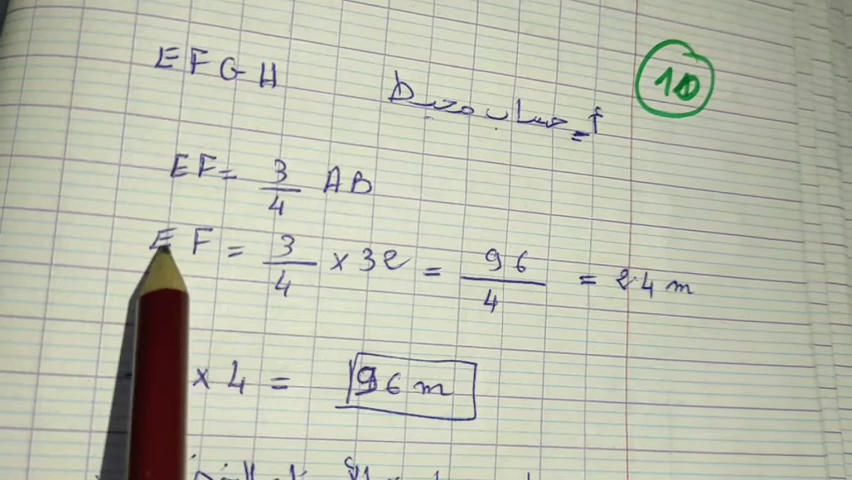 EFGH
10
EF = 3/4 AB
EF = 3/4 × 32 = 96/4 = 24 m
× 4 = 96 m